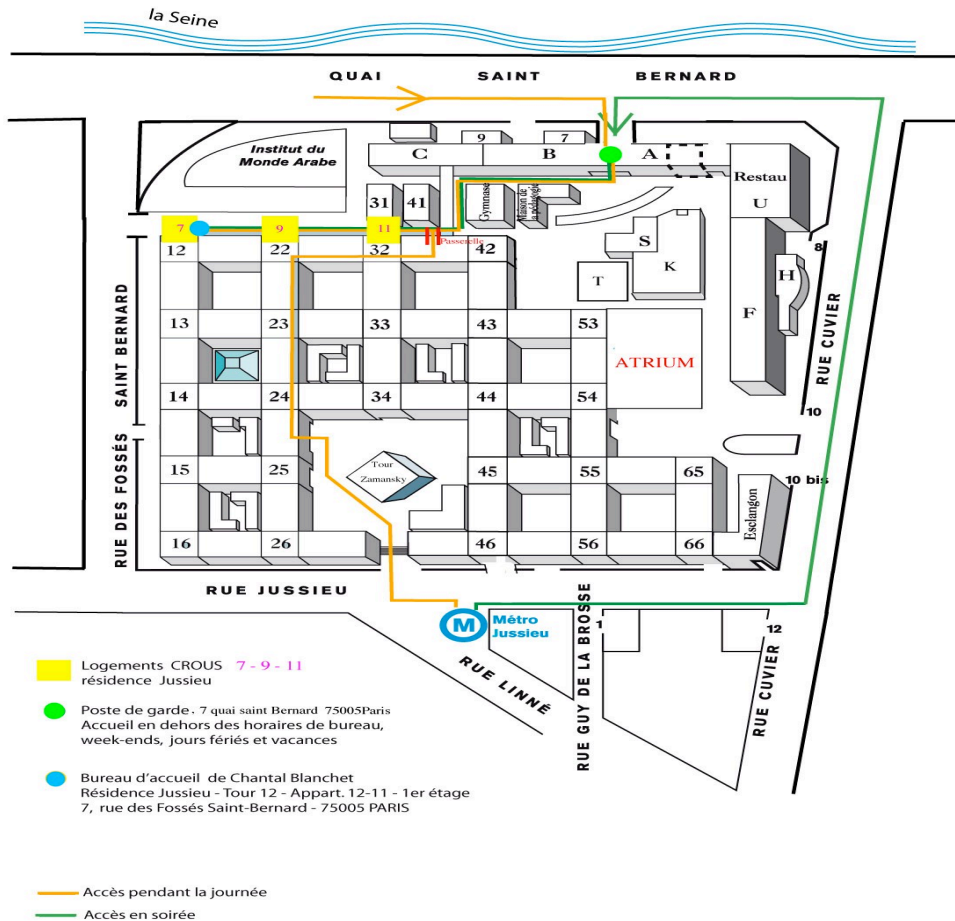 la Seine
QUAI SAINT BERNARD
Institut du
Monde Arabe
C
9
B
7
A
Restau
U
31
41
Gymnase
Maison de
la pédagogie
7
9
11
Passerelle
S
K
T
H
F
8
12
22
32
42
13
23
33
43
53
ATRIUM
14
24
34
44
54
10
15
25
Tour
Zamansky
45
55
65
10 bis
Esclangon
16
26
46
56
66
RUE DES FOSSÉS SAINT BERNARD
RUE CUVIER
RUE JUSSIEU
M
Métro
Jussieu
1
12
RUE LINNÉ
RUE GUY DE LA BROSSE
RUE CUVIER
Logements CROUS 7 - 9 - 11
résidence Jussieu
Poste de garde. 7 quai saint Bernard 75005Paris
Accueil en dehors des horaires de bureau,
week-ends, jours fériés et vacances
Bureau d'accueil de Chantal Blanchet
Résidence Jussieu - Tour 12 - Appart. 12-11 - 1er étage
7, rue des Fossés Saint-Bernard - 75005 PARIS
Accès pendant la journée
Accès en soirée